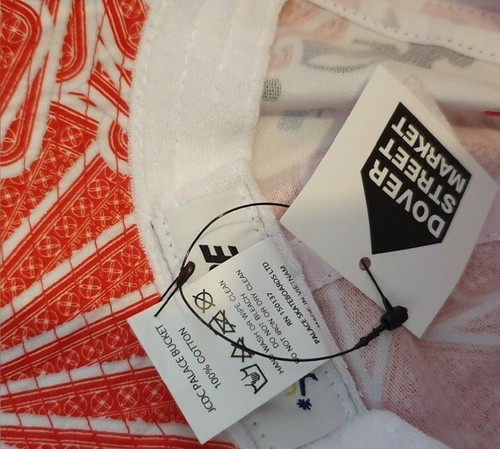 DOVER
STREET
MARKET
E
JCDC PALACE BUCKET
100% COTTON
WASH OR WIPE CLEAN
DO NOT BLEACH
DO NOT IRON OR DRY CLEAN
RN 150137
PALACE SKATEBOARDS LTD
MADE IN VIETNAM